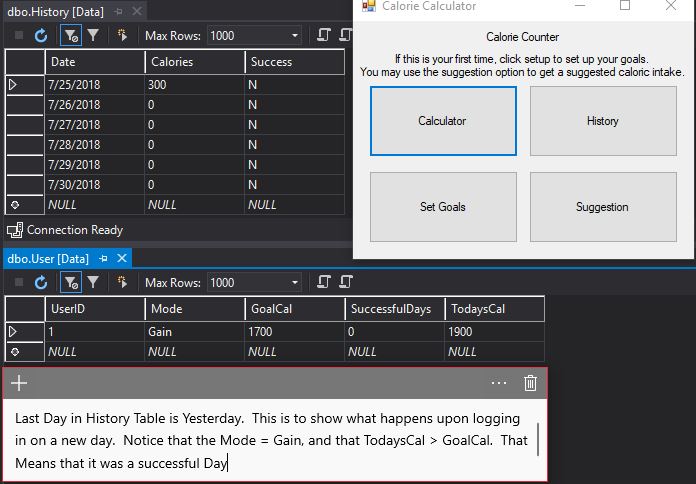 dbo.History [Data]
Max Rows: 1000
Date Calories Success
7/25/2018 300 N
7/26/2018 0 N
7/27/2018 0 N
7/28/2018 0 N
7/29/2018 0 N
7/30/2018 0 N
NULL NULL NULL
Connection Ready
Calorie Calculator
Calorie Counter
If this is your first time, click setup to set up your goals.
You may use the suggestion option to get a suggested caloric intake.
Calculator
History
Set Goals
Suggestion
dbo.User [Data]
Max Rows: 1000
UserID Mode GoalCal SuccessfulDays TodaysCal
1 Gain 1700 0 1900
NULL NULL NULL NULL NULL
Last Day in History Table is Yesterday. This is to show what happens upon logging
in on a new day. Notice that the Mode = Gain, and that TodaysCal > GoalCal. That
Means that it was a successful Day